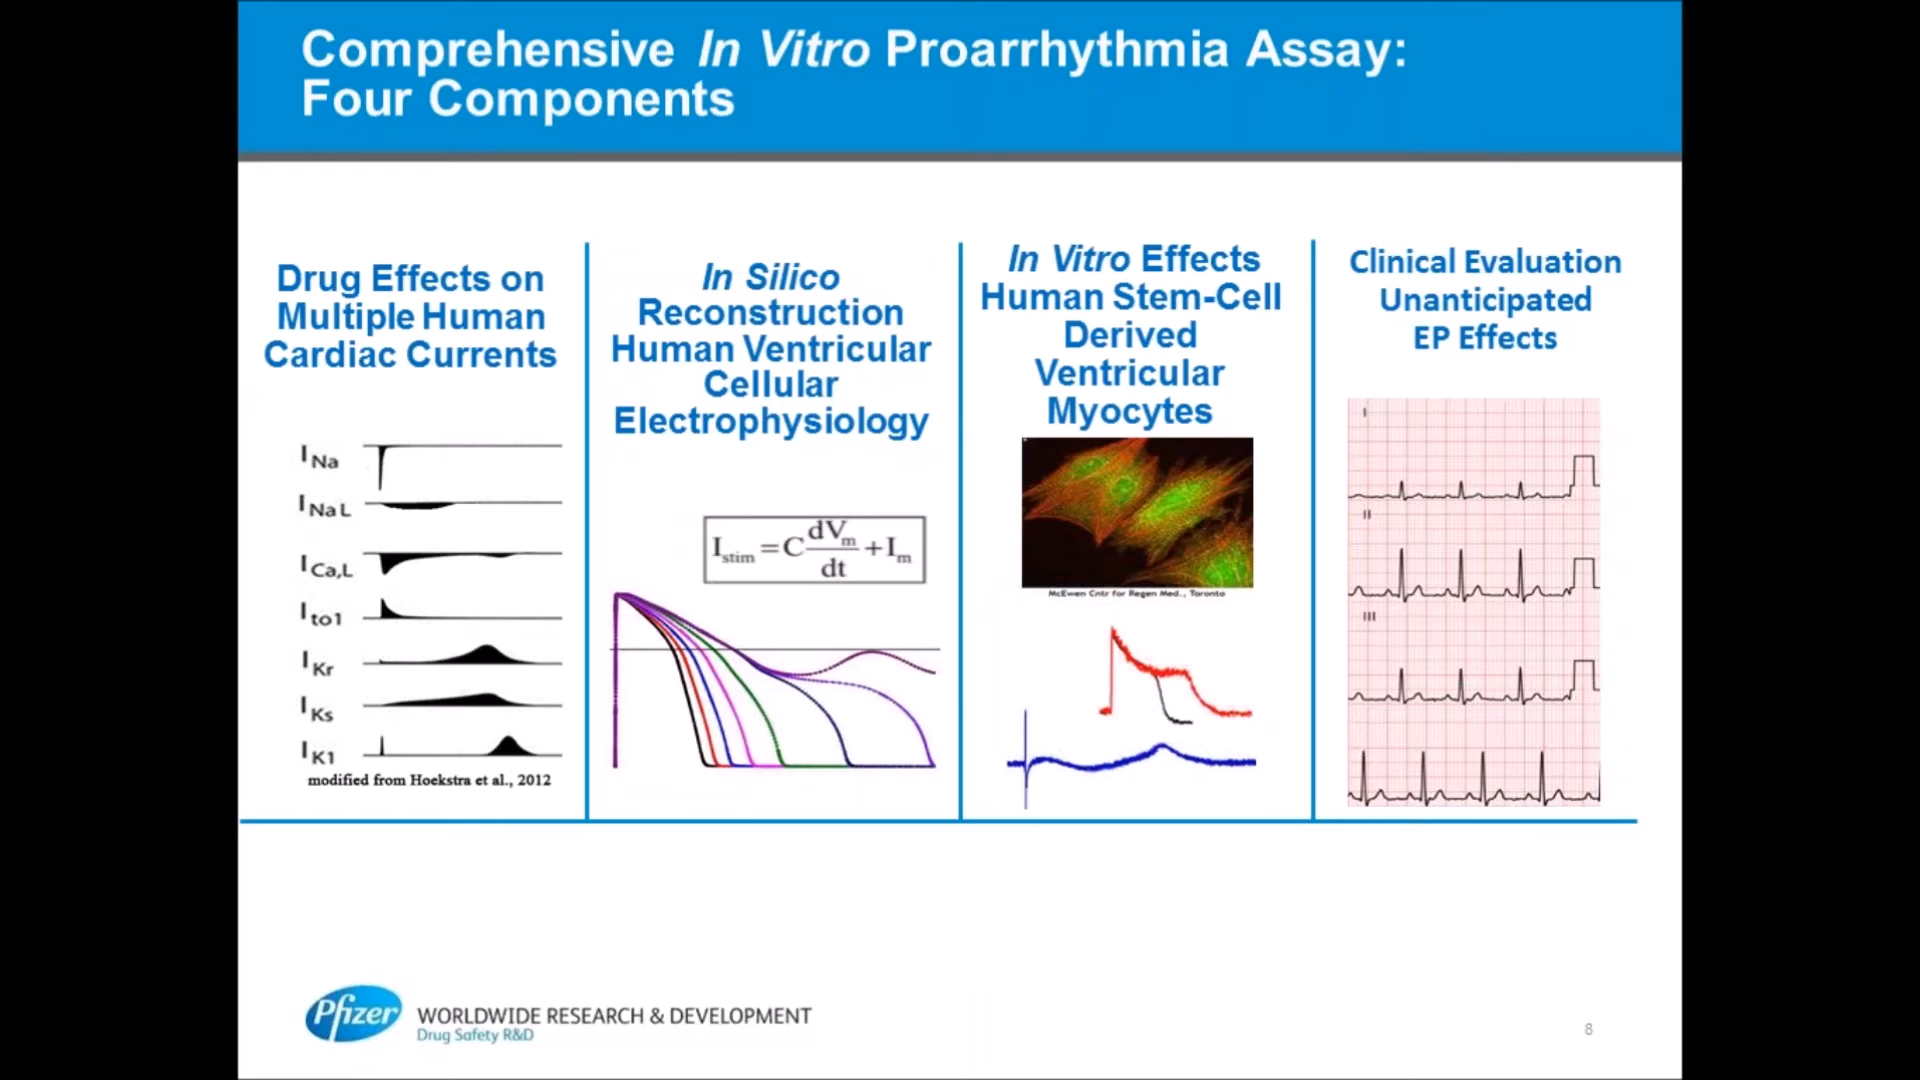 Comprehensive In Vitro Proarrhythmia Assay:
Four Components
Drug Effects on
Multiple Human
Cardiac Currents
I Na
I Na L
I Ca,L
I to1
I Kr
I Ks
I K1
modified from Hoekstra et al., 2012
In Silico
Reconstruction
Human Ventricular
Cellular
Electrophysiology
I stim = C dVm/dt + Im
In Vitro Effects
Human Stem-Cell
Derived
Ventricular
Myocytes
McEwen Cntr for Regen Med., Toronto
Clinical Evaluation
Unanticipated
EP Effects
I
II
III
Pfizer
WORLDWIDE RESEARCH & DEVELOPMENT
Drug Safety R&D
8